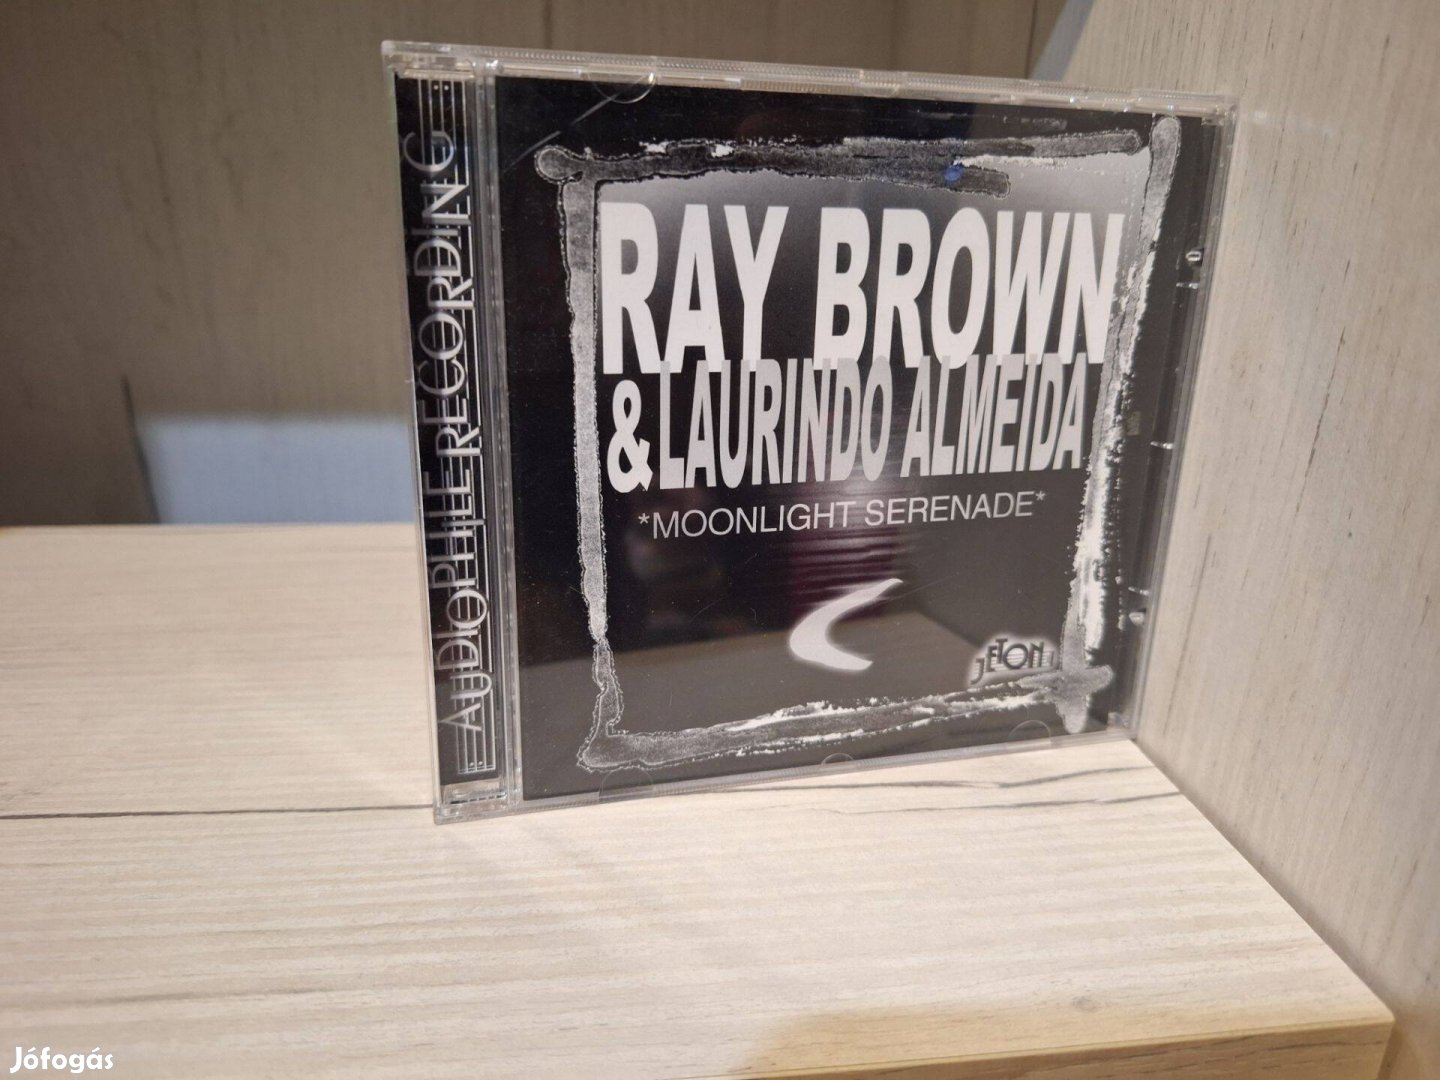 AUDIOPHILE RECORDING
RAY BROWN
& LAURINDO ALMEIDA
*MOONLIGHT SERENADE*
JETON
Jófogás